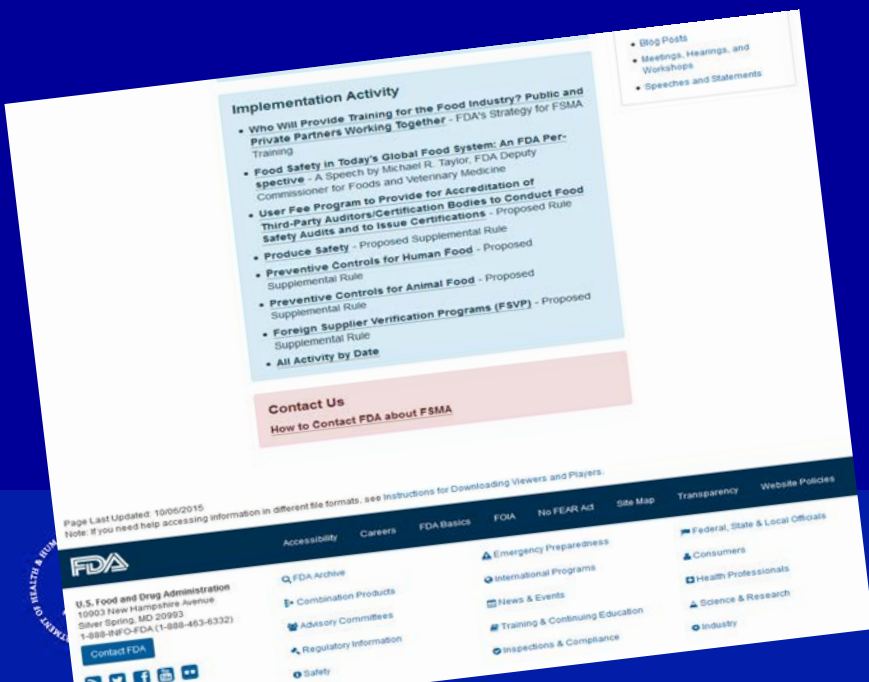 Blog Posts
Meetings, Hearings, and
Workshops
Speeches and Statements
Implementation Activity
Who Will Provide Training for the Food Industry? Public and
Private Partners Working Together - FDA's Strategy for FSMA
Training
Food Safety in Today's Global Food System: An FDA Per-
spective - A Speech by Michael R. Taylor, FDA Deputy
Commissioner for Foods and Veterinary Medicine
User Fee Program to Provide for Accreditation of
Third-Party Auditors/Certification Bodies to Conduct Food
Safety Audits and to Issue Certifications - Proposed Rule
Produce Safety - Proposed Supplemental Rule
Preventive Controls for Human Food - Proposed
Supplemental Rule
Preventive Controls for Animal Food - Proposed
Supplemental Rule
Foreign Supplier Verification Programs (FSVP) - Proposed
Supplemental Rule
All Activity by Date
Contact Us
How to Contact FDA about FSMA
Page Last Updated: 10/06/2015
Note: If you need help accessing information in different file formats, see Instructions for Downloading Viewers and Players.
Accessibility Careers FDA Basics FOIA No FEAR Act Site Map Transparency Website Policies
FDA
U.S. Food and Drug Administration
10903 New Hampshire Avenue
Silver Spring, MD 20993
1-888-INFO-FDA (1-888-463-6332)
Contact FDA
FDA Archive
Combination Products
Advisory Committees
Regulatory Information
Safety
Emergency Preparedness
International Programs
News & Events
Training & Continuing Education
Inspections & Compliance
Federal, State & Local Officials
Consumers
Health Professionals
Science & Research
Industry
TMENT OF HEALTH & HUM